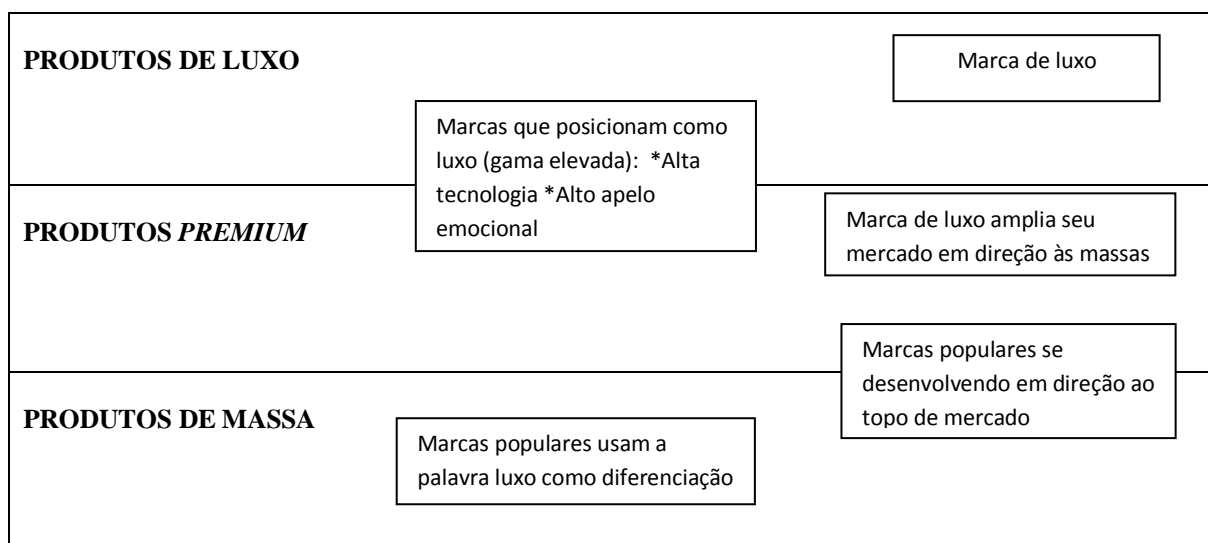 PRODUTOS DE LUXO
Marca de luxo
Marcas que posicionam como
luxo (gama elevada): *Alta
tecnologia *Alto apelo
emocional
PRODUTOS PREMIUM
Marca de luxo amplia seu
mercado em direção às massas
Marcas populares se
desenvolvendo em direção ao
topo de mercado
PRODUTOS DE MASSA
Marcas populares usam a
palavra luxo como diferenciação